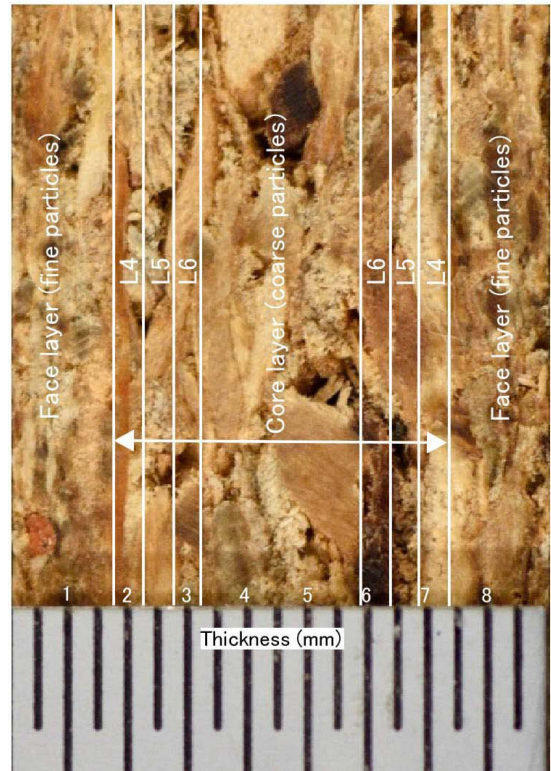 Face layer (fine particles)
L4
L5
L6
Core layer (coarse particles)
L6
L5
L4
Face layer (fine particles)
1 2 3 4 5 6 7 8
Thickness (mm)